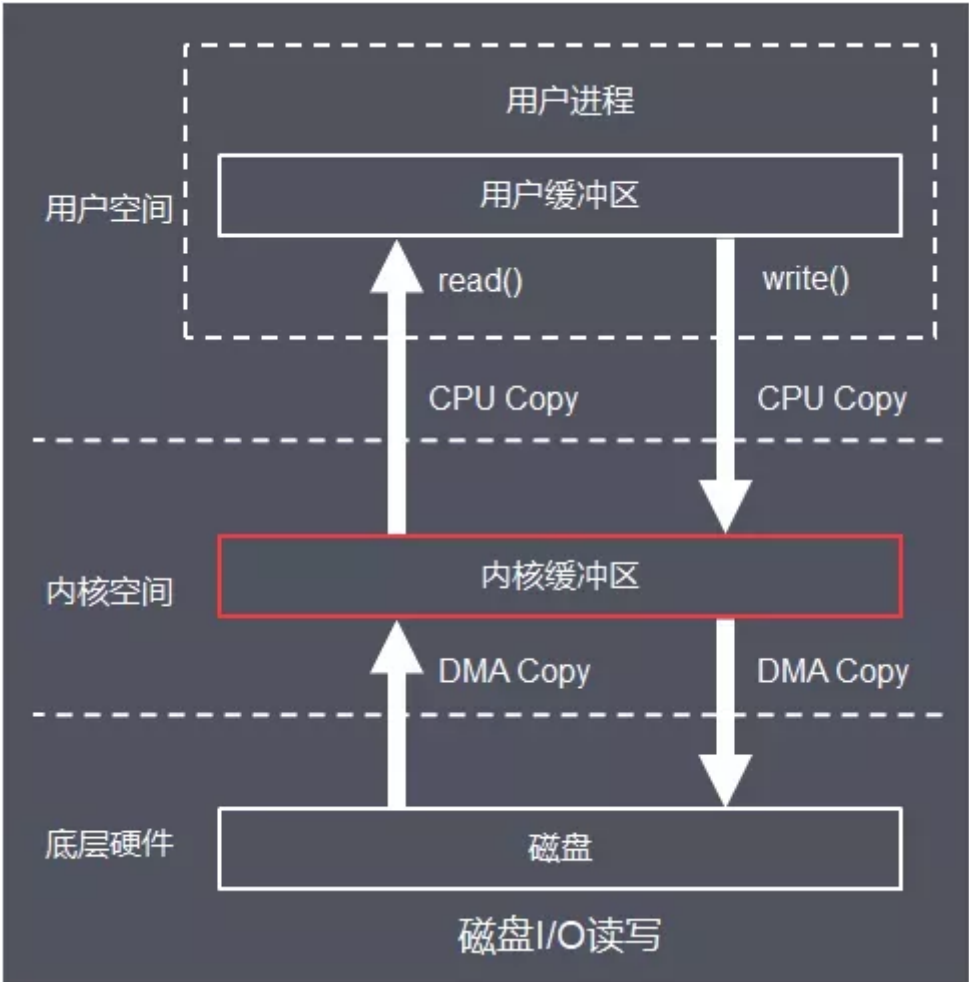 用户进程
用户缓冲区
用户空间
read()
write()
CPU Copy
CPU Copy
内核缓冲区
内核空间
DMA Copy
DMA Copy
底层硬件
磁盘
磁盘I/O读写